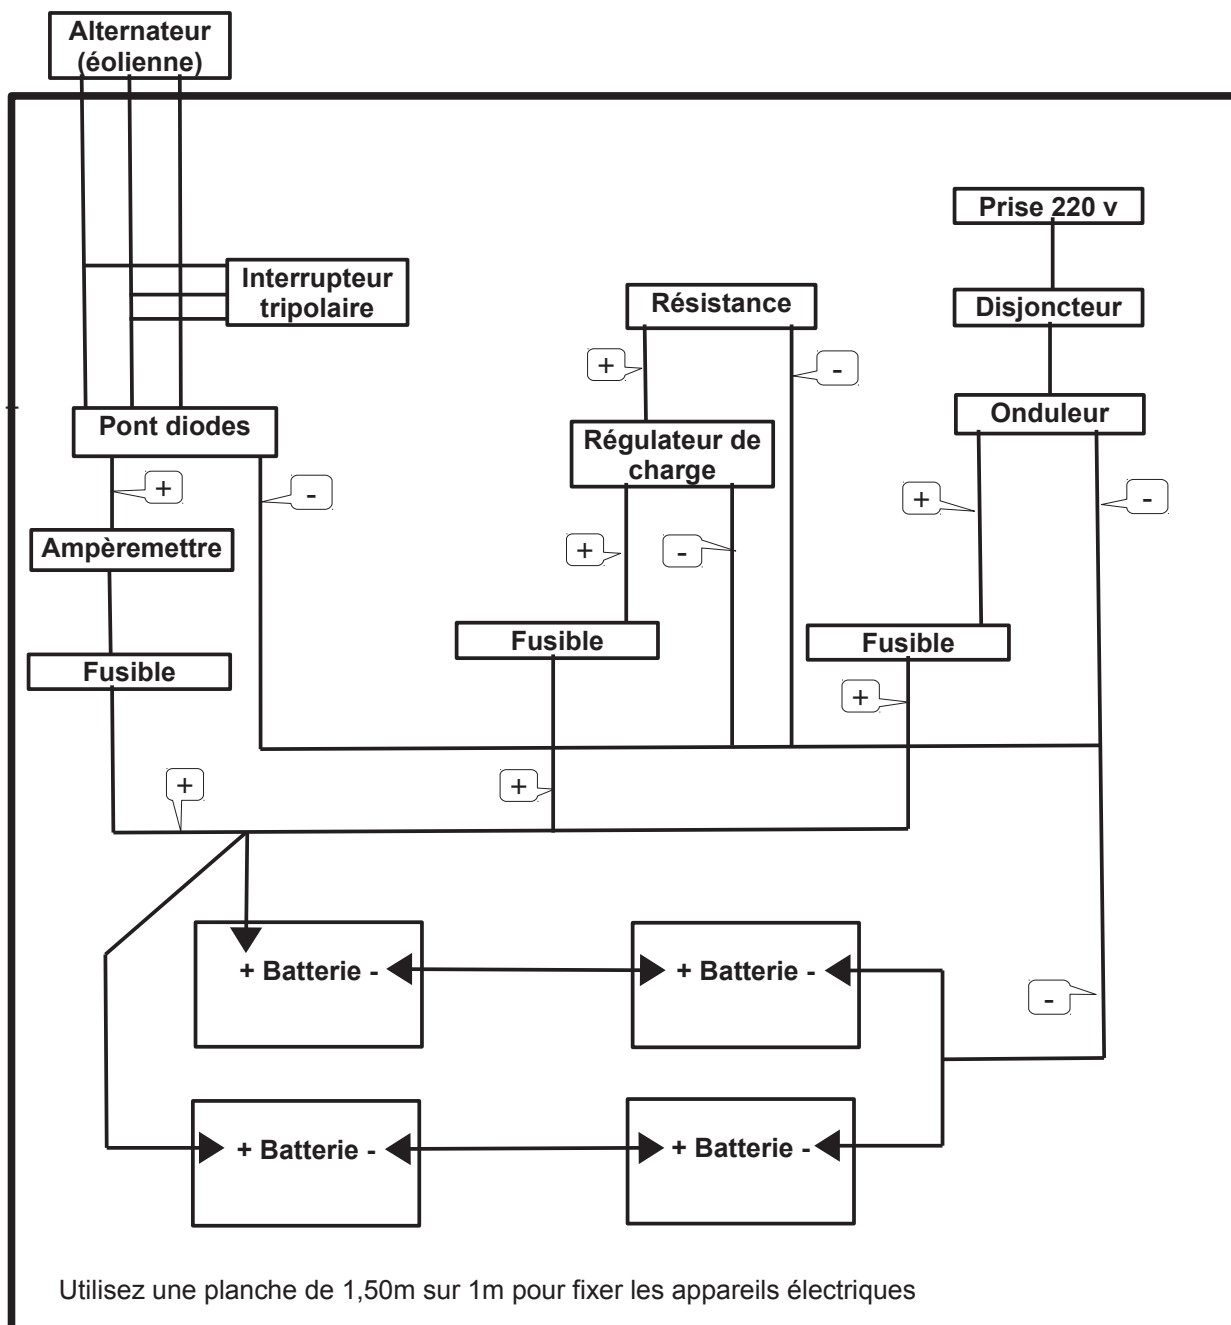 Alternateur
(éolienne)
Prise 220 v
Interrupteur
tripolaire
Résistance
Disjoncteur
+
-
Pont diodes
Régulateur de
charge
Onduleur
+
-
+
-
Ampèremettre
+
-
Fusible
Fusible
Fusible
+
+
+
+ Batterie -
+ Batterie -
-
+ Batterie -
+ Batterie -
Utilisez une planche de 1,50m sur 1m pour fixer les appareils électriques